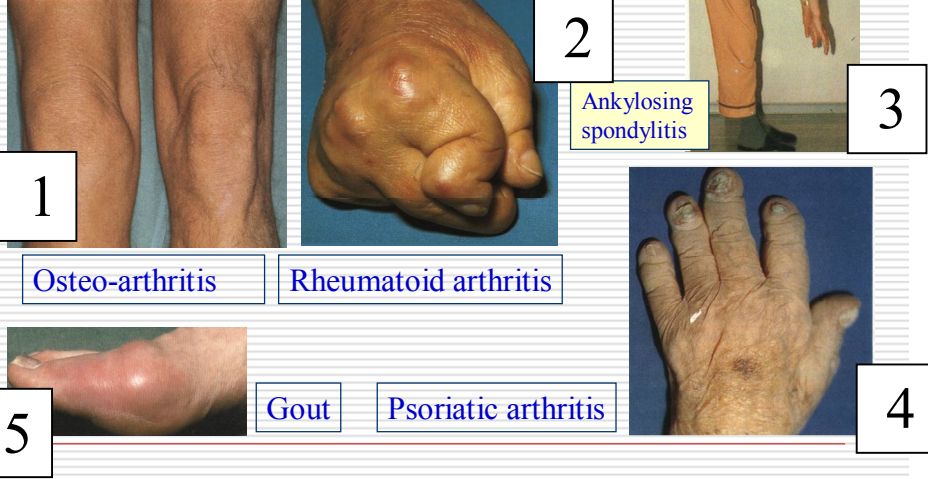 2
Ankylosing
spondylitis
3
1
Osteo-arthritis
Rheumatoid arthritis
4
5
Gout
Psoriatic arthritis